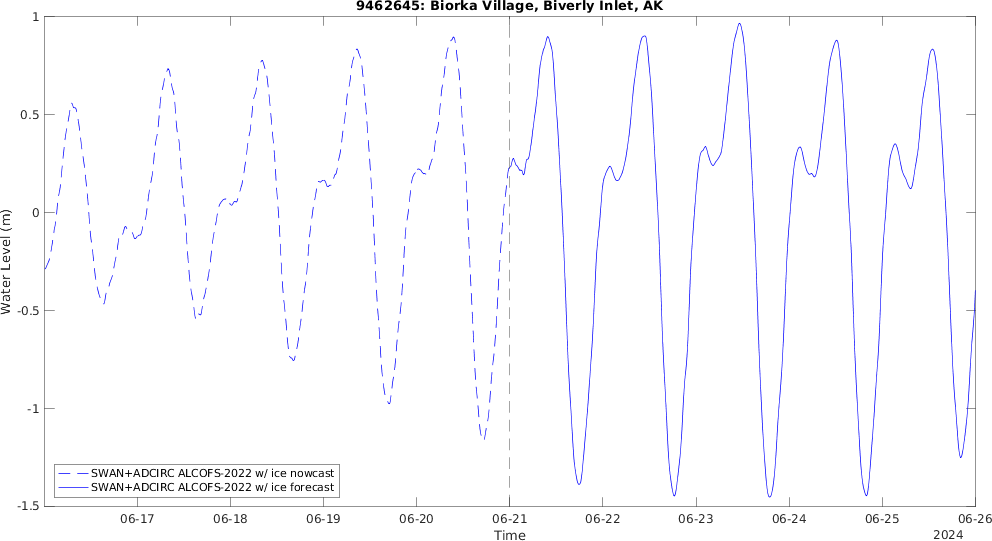 9462645: Biorka Village, Biverly Inlet, AK
1
0.5
0
-0.5
-1
-1.5
Water Level (m)
SWAN+ADCIRC ALCOFS-2022 w/ ice nowcast
SWAN+ADCIRC ALCOFS-2022 w/ ice forecast
06-17 06-18 06-19 06-20 06-21 06-22 06-23 06-24 06-25 06-26
Time
2024